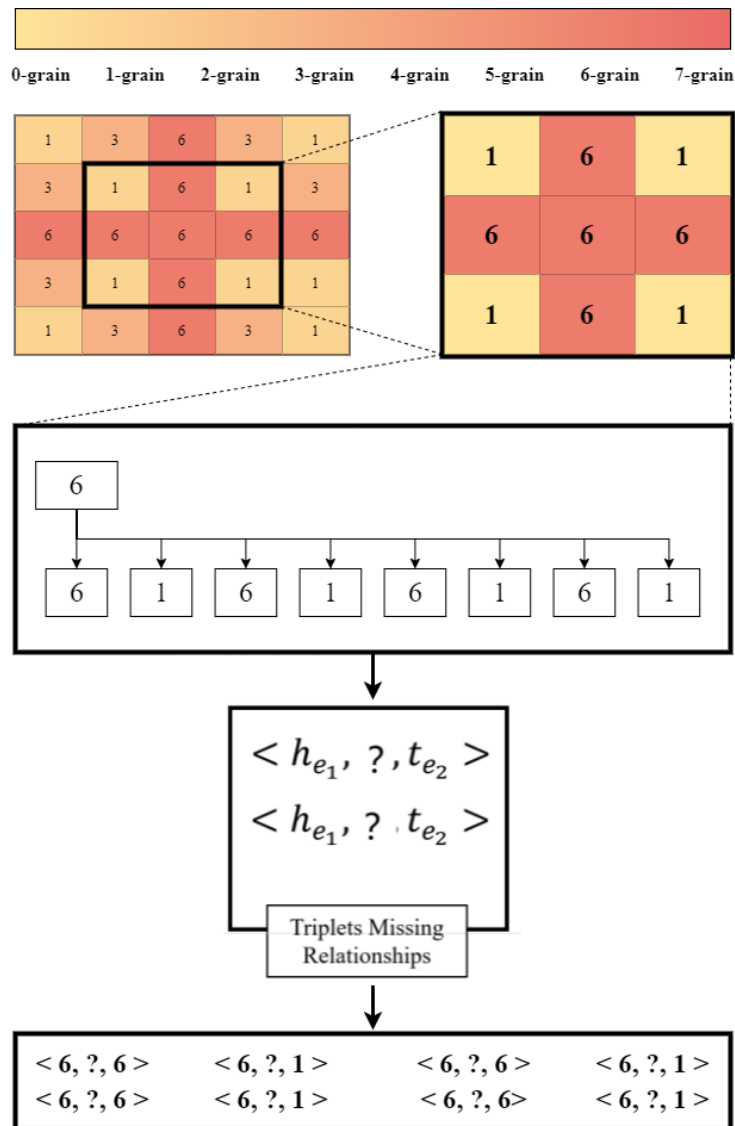 0-grain 1-grain 2-grain 3-grain 4-grain 5-grain 6-grain 7-grain
1 3 6 3 1
3 1 6 1 3
6 6 6 6 6
3 1 6 1 1
1 3 6 3 1
1 6 1
6 6 6
1 6 1
6
6 1 6 1 6 1 6 1
< h_{e_1}, ?, t_{e_2} >
< h_{e_1}, ? , t_{e_2} >
Triplets Missing
Relationships
< 6, ?, 6 > < 6, ?, 1 > < 6, ?, 6 > < 6, ?, 1 >
< 6, ?, 6 > < 6, ?, 1 > < 6, ?, 6> < 6, ?, 1 >